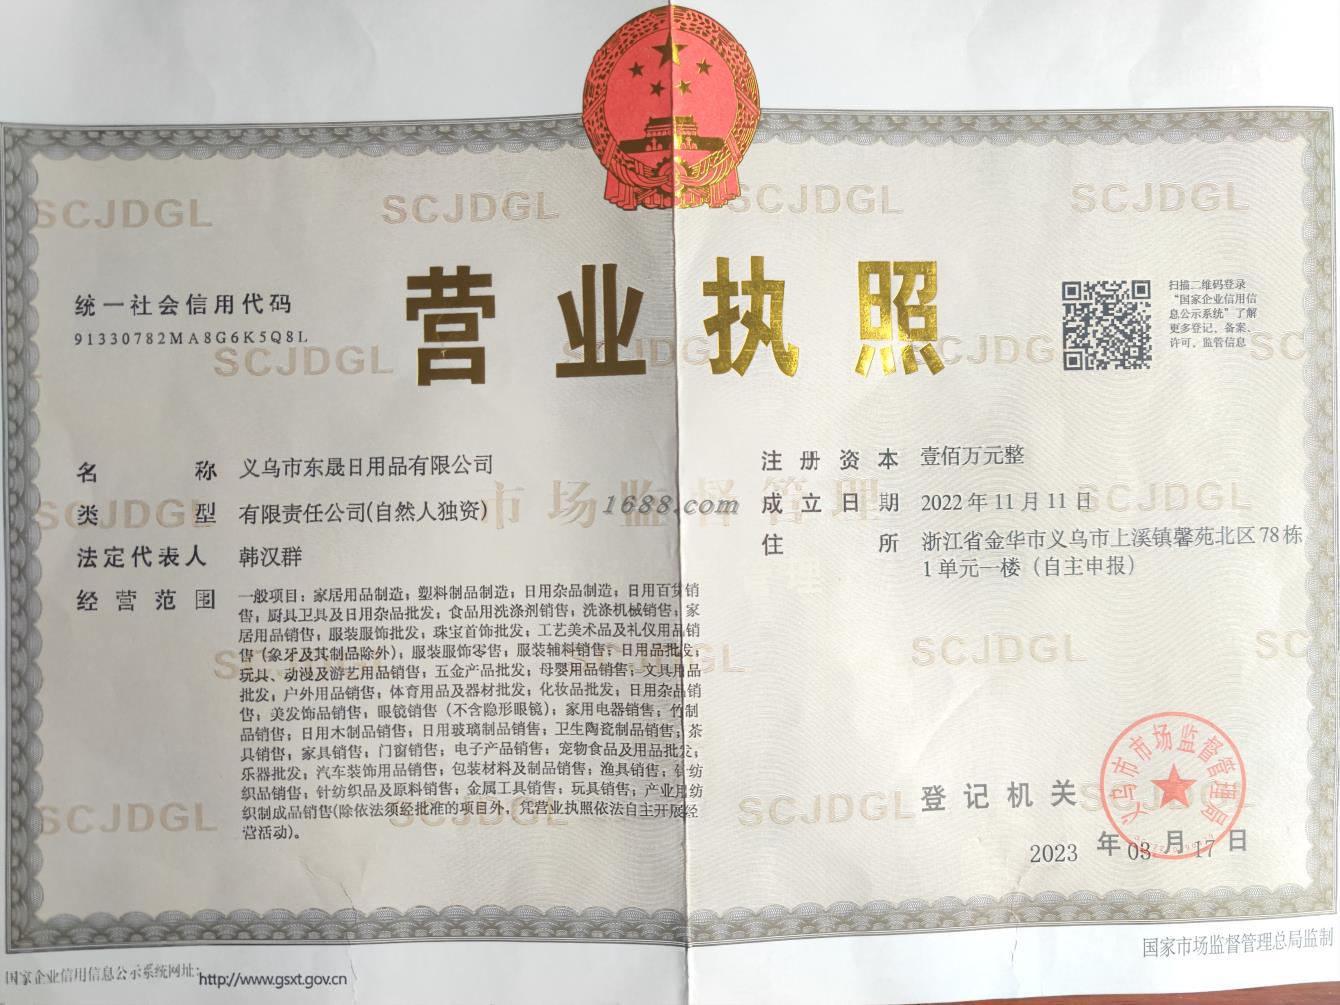 SCJDGL
SCJDGL
SCJDGL
SCJDGL
营业执照
统一社会信用代码
91330782MA8G6K5Q8L
扫描二维码登录
“国家企业信用信
息公示系统”了解
更多登记、备案、
许可、监管信息
SCJDGL
名称 义乌市东晟日用品有限公司
类型 有限责任公司(自然人独资)
法定代表人 韩汉群
经营范围 一般项目：家居用品制造；塑料制品制造；日用杂品制造；日用百货销
售；厨具卫具及日用杂品批发；食品用洗涤剂销售；洗涤机械销售；家
居用品销售；服装服饰批发；珠宝首饰批发；工艺美术品及礼仪用品销
售（象牙及其制品除外）；服装服饰零售；服装辅料销售；日用品批发；
玩具、动漫及游艺用品销售；五金产品批发；母婴用品销售；文具用品
批发；户外用品销售；体育用品及器材批发；化妆品批发；日用杂品销
售；美发饰品销售；眼镜销售（不含隐形眼镜）；家用电器销售；竹制
品销售；日用木制品销售；日用玻璃制品销售；卫生陶瓷制品销售；茶
具销售；家具销售；门窗销售；电子产品销售；宠物食品及用品批发；
乐器批发；汽车装饰用品销售；包装材料及制品销售；渔具销售；针纺
织品销售；针纺织品及原料销售；金属工具销售；玩具销售；产业用纺
织制成品销售(除依法须经批准的项目外，凭营业执照依法自主开展经
营活动)。
注册资本 壹佰万元整
成立日期 2022年11月11日
住所 浙江省金华市义乌市上溪镇馨苑北区78栋
1单元一楼（自主申报）
市场监督管理
1688.com
SCJDGL
SCJDGL
SCJDGL
SCJDGL
登记机关
义乌市市场监督管理局
2023年03月17日
国家企业信用信息公示系统网址：http://www.gsxt.gov.cn
国家市场监督管理总局监制